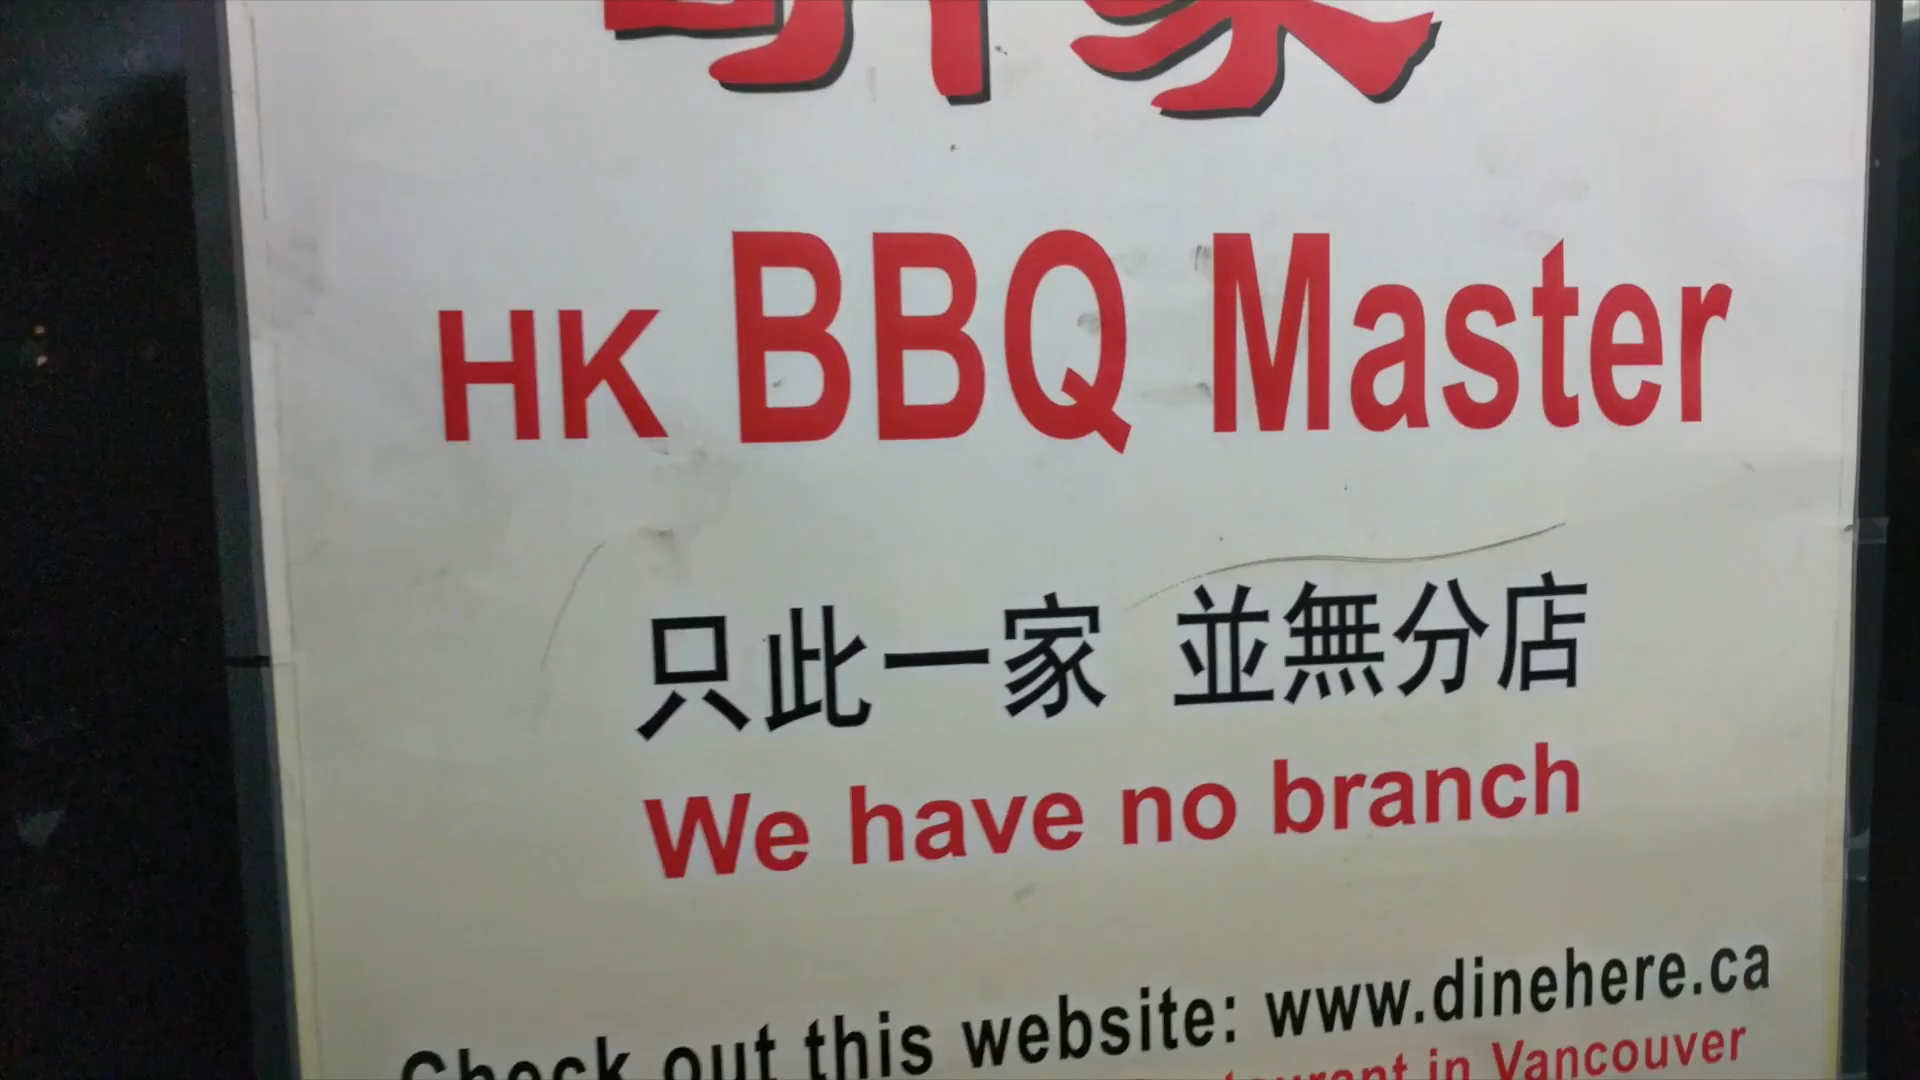 HK BBQ Master
只此一家 並無分店
We have no branch
Check out this website: www.dinehere.ca
in Vancouver